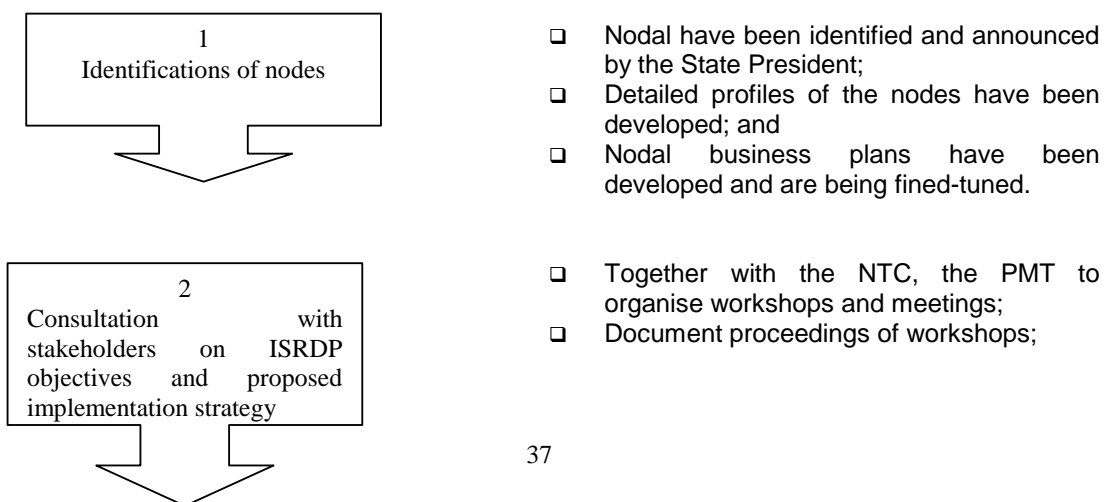 1
Identifications of nodes
❑ Nodal have been identified and announced
by the State President;
❑ Detailed profiles of the nodes have been
developed; and
❑ Nodal business plans have been
developed and are being fined-tuned.
2
Consultation with
stakeholders on ISRDP
objectives and proposed
implementation strategy
❑ Together with the NTC, the PMT to
organise workshops and meetings;
❑ Document proceedings of workshops;
37